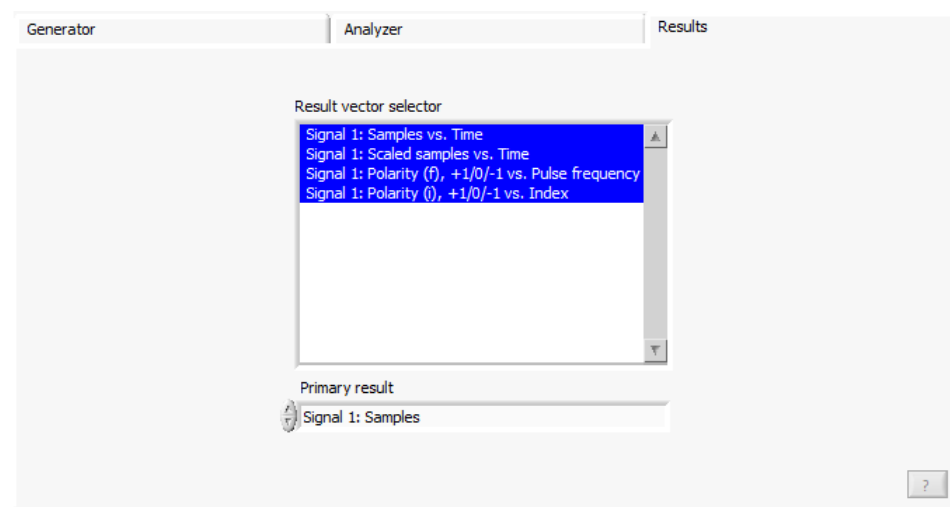 Generator
Analyzer
Results
Result vector selector
Signal 1: Samples vs. Time
Signal 1: Scaled samples vs. Time
Signal 1: Polarity (f), +1/0/-1 vs. Pulse frequency
Signal 1: Polarity (i), +1/0/-1 vs. Index
Primary result
Signal 1: Samples
?